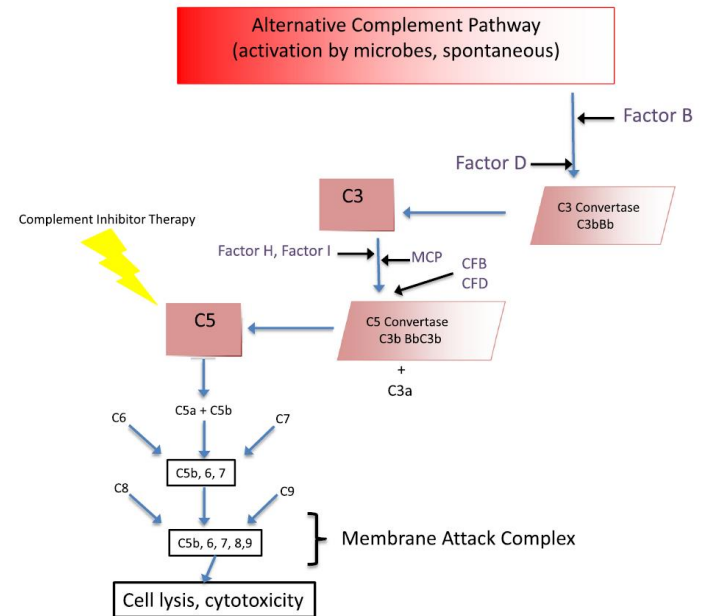 Alternative Complement Pathway
(activation by microbes, spontaneous)
Factor B
Factor D
C3
C3 Convertase
C3bBb
Complement Inhibitor Therapy
Factor H, Factor I
MCP
CFB
CFD
C5
C5 Convertase
C3b BbC3b
+
C3a
C5a + C5b
C6
C7
C5b, 6, 7
C8
C9
C5b, 6, 7, 8,9
Membrane Attack Complex
Cell lysis, cytotoxicity